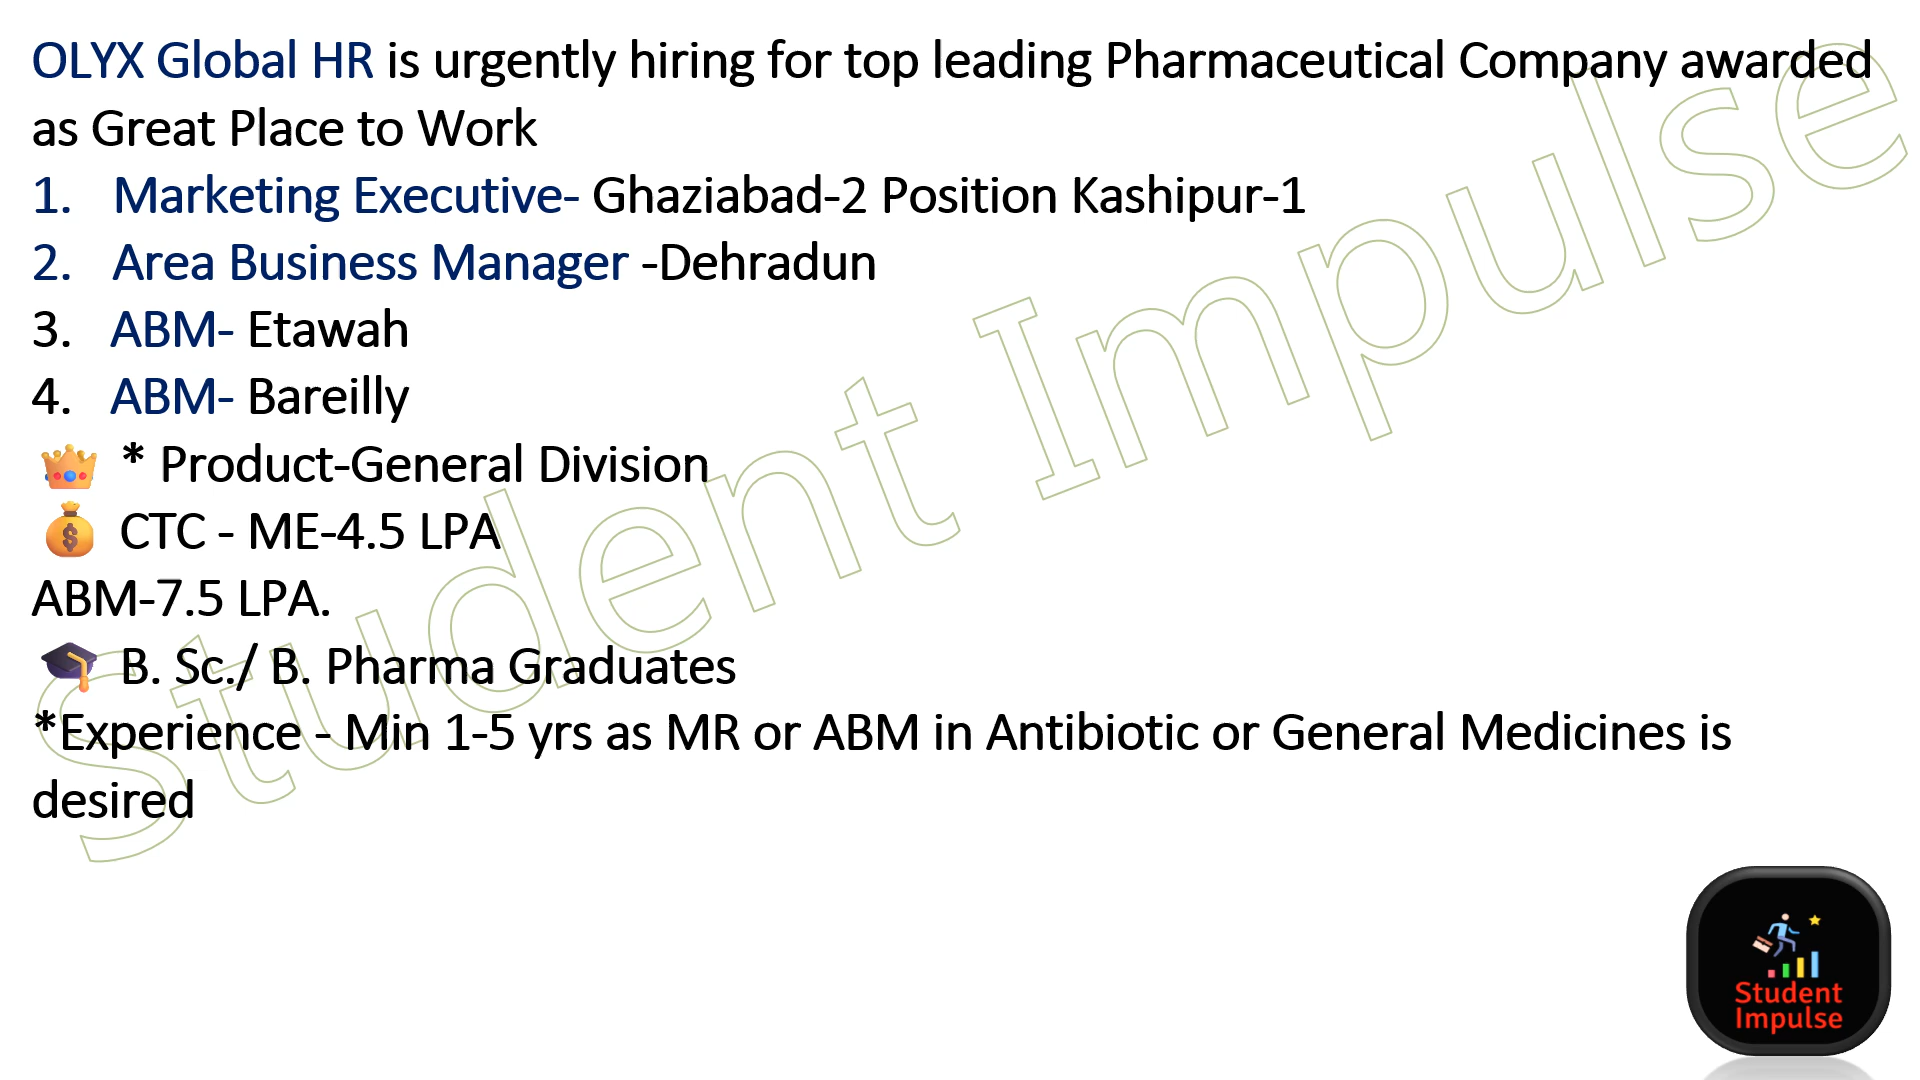 OLYX Global HR is urgently hiring for top leading Pharmaceutical Company awarded
as Great Place to Work
1. Marketing Executive- Ghaziabad-2 Position Kashipur-1
2. Area Business Manager -Dehradun
3. ABM- Etawah
4. ABM- Bareilly
👑 * Product-General Division
💰 CTC - ME-4.5 LPA
ABM-7.5 LPA.
🎓 B. Sc./ B. Pharma Graduates
*Experience - Min 1-5 yrs as MR or ABM in Antibiotic or General Medicines is
desired
Student Impulse
Student
Impulse